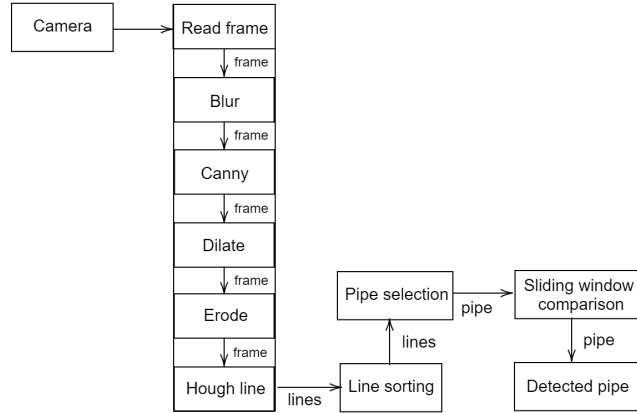 Camera
Read frame
frame
Blur
frame
Canny
frame
Dilate
frame
Erode
frame
Hough line
lines
Line sorting
lines
Pipe selection
pipe
Sliding window
comparison
pipe
Detected pipe